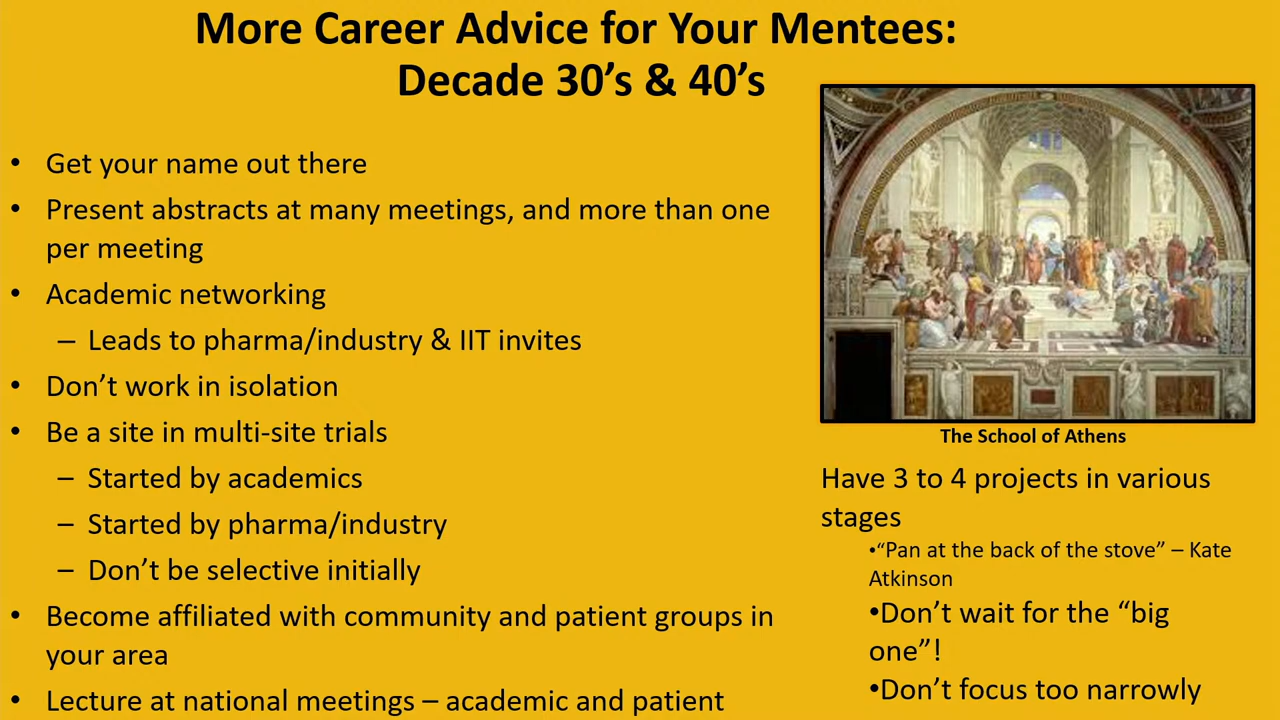 More Career Advice for Your Mentees:
Decade 30’s & 40’s
• Get your name out there
• Present abstracts at many meetings, and more than one
per meeting
• Academic networking
– Leads to pharma/industry & IIT invites
• Don’t work in isolation
• Be a site in multi-site trials
– Started by academics
– Started by pharma/industry
– Don’t be selective initially
• Become affiliated with community and patient groups in
your area
• Lecture at national meetings – academic and patient
The School of Athens
Have 3 to 4 projects in various
stages
•“Pan at the back of the stove” – Kate
Atkinson
•Don’t wait for the “big
one”!
•Don’t focus too narrowly